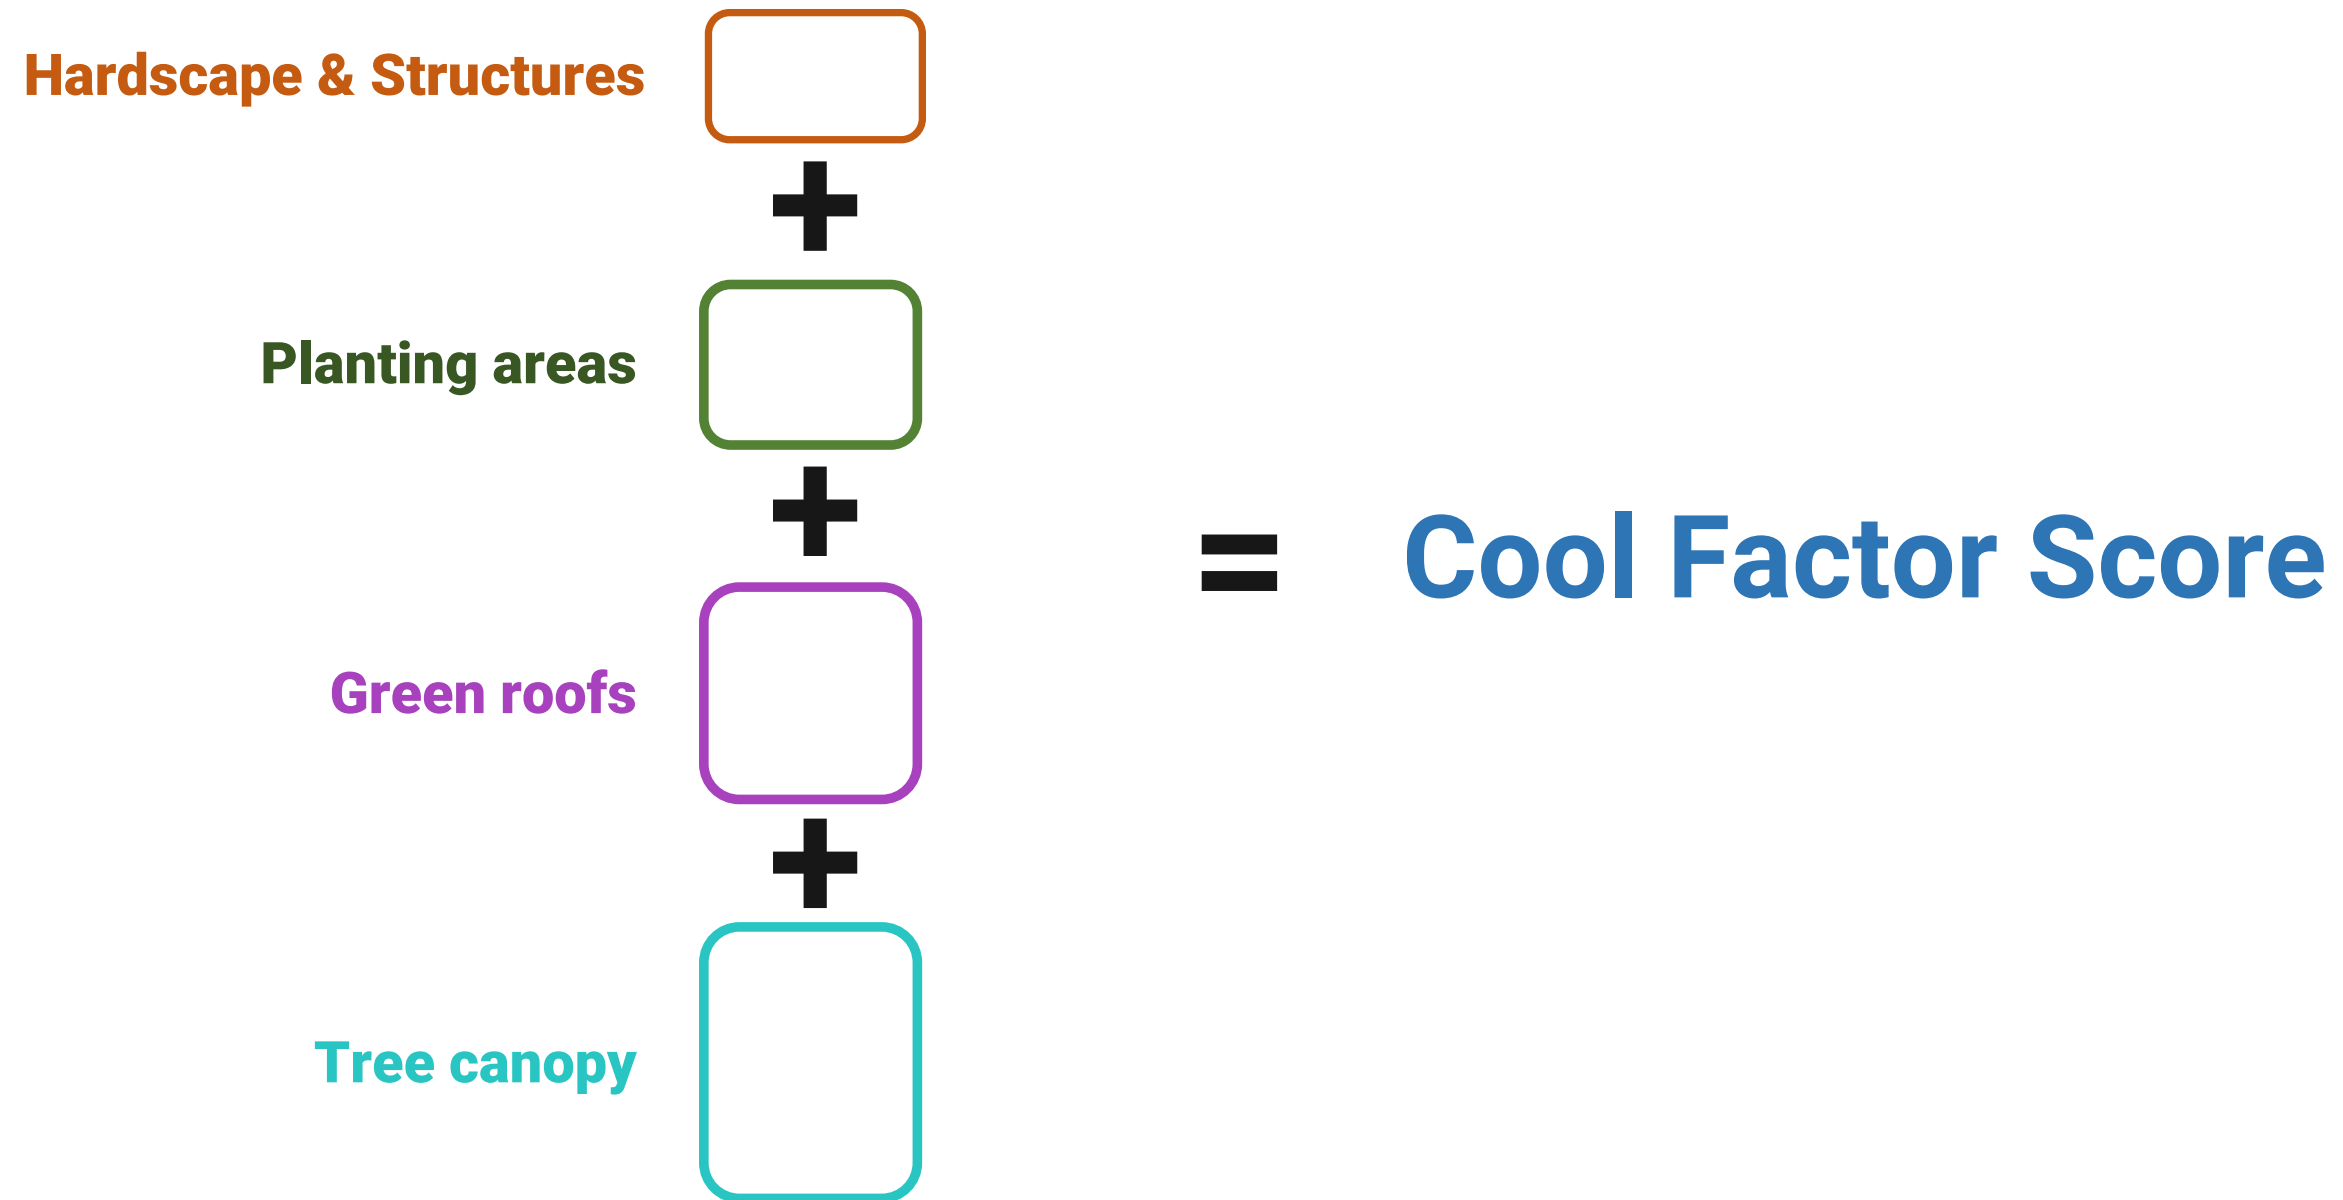 Hardscape & Structures
+
Planting areas
+
= Cool Factor Score
Green roofs
+
Tree canopy